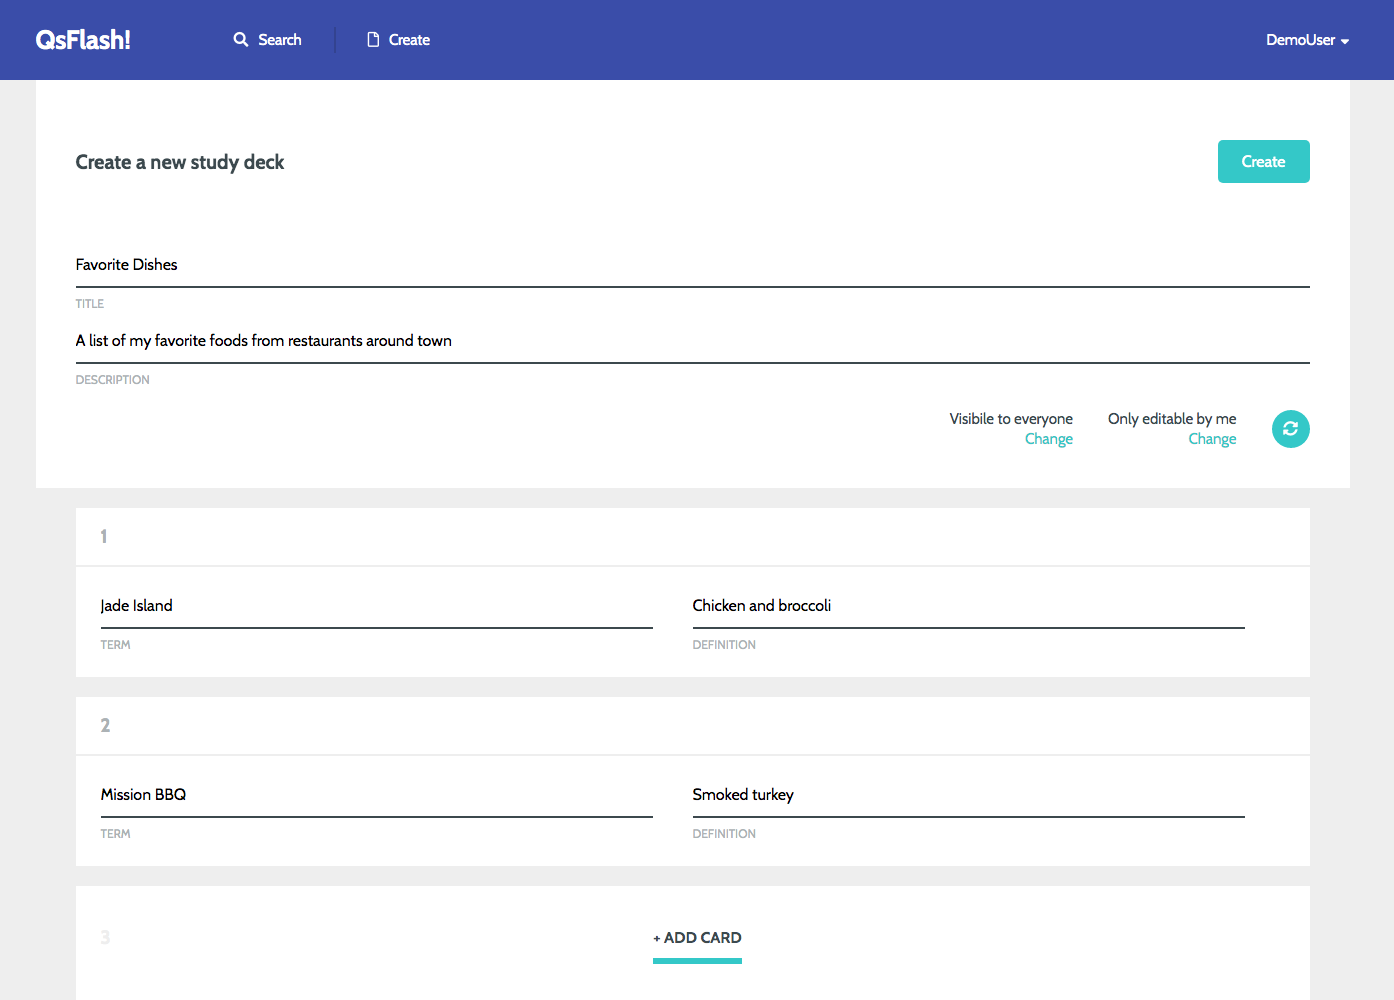 QsFlash!
Search
Create
DemoUser
Create a new study deck
Create
Favorite Dishes
TITLE
A list of my favorite foods from restaurants around town
DESCRIPTION
Visibile to everyone
Change
Only editable by me
Change
1
Jade Island
TERM
Chicken and broccoli
DEFINITION
2
Mission BBQ
TERM
Smoked turkey
DEFINITION
3
+ ADD CARD